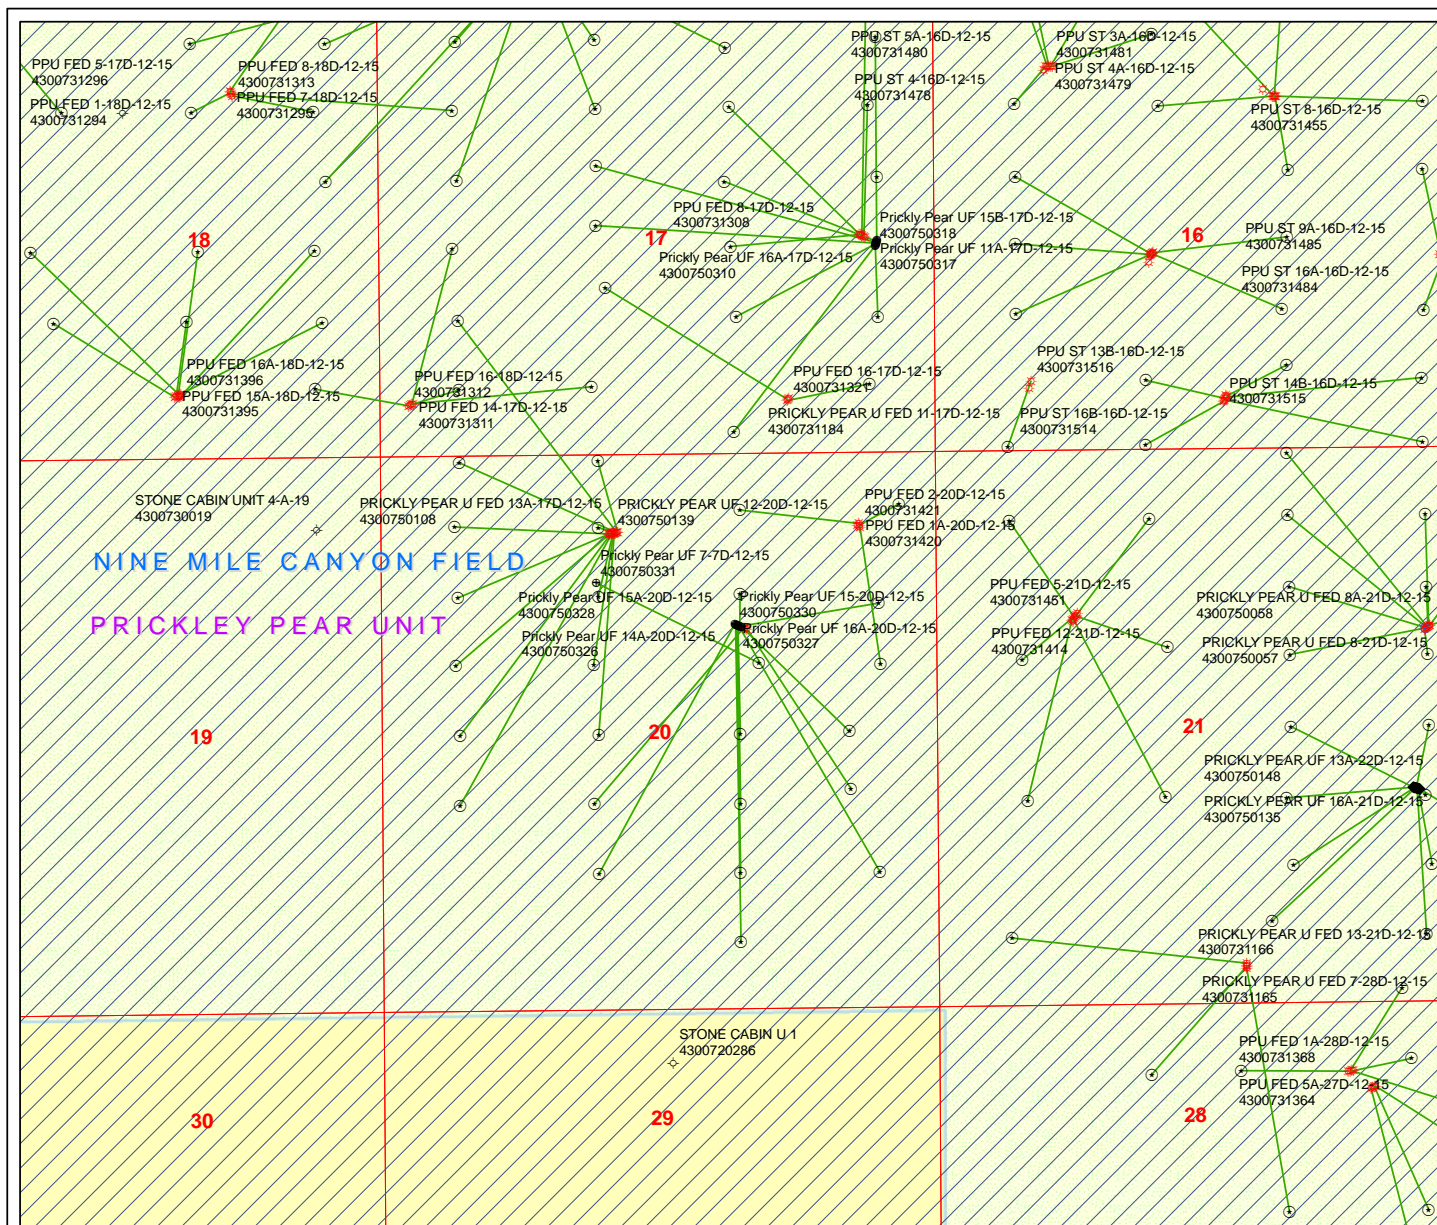 PPU FED 5-17D-12-15
4300731296
PPU FED 1-18D-12-15
4300731294
PPU FED 8-18D-12-15
4300731313
PPU FED 7-18D-12-15
4300731295
PPU ST 5A-16D-12-15
4300731480
PPU ST 4-16D-12-15
4300731478
PPU ST 3A-16D-12-15
4300731481
PPU ST 4A-16D-12-15
4300731479
PPU ST 8-16D-12-15
4300731455
18
17
16
PPU FED 8-17D-12-15
4300731308
Prickly Pear UF 16A-17D-12-15
4300750310
Prickly Pear UF 15B-17D-12-15
4300750318
Prickly Pear UF 11A-17D-12-15
4300750317
PPU ST 9A-16D-12-15
4300731485
PPU ST 16A-16D-12-15
4300731484
PPU FED 16A-18D-12-15
4300731396
PPU FED 15A-18D-12-15
4300731395
PPU FED 16-18D-12-15
4300731312
PPU FED 14-17D-12-15
4300731311
PPU FED 16-17D-12-15
4300731321
PRICKLY PEAR U FED 11-17D-12-15
4300731184
PPU ST 13B-16D-12-15
4300731516
PPU ST 16B-16D-12-15
4300731514
PPU ST 14B-16D-12-15
4300731515
STONE CABIN UNIT 4-A-19
4300730019
PRICKLY PEAR U FED 13A-17D-12-15
4300750108
PRICKLY PEAR UF 12-20D-12-15
4300750139
PPU FED 2-20D-12-15
4300731421
PPU FED 1A-20D-12-15
4300731420
NINE MILE CANYON FIELD
PRICKLEY PEAR UNIT
Prickly Pear UF 7-7D-12-15
4300750331
Prickly Pear UF 15A-20D-12-15
4300750328
Prickly Pear UF 14A-20D-12-15
4300750326
Prickly Pear UF 15-20D-12-15
4300750330
Prickly Pear UF 16A-20D-12-15
4300750327
PPU FED 5-21D-12-15
4300731451
PPU FED 12-21D-12-15
4300731414
PRICKLY PEAR U FED 8A-21D-12-15
4300750058
PRICKLY PEAR U FED 8-21D-12-15
4300750057
19
20
21
PRICKLY PEAR UF 13A-22D-12-15
4300750148
PRICKLY PEAR UF 16A-21D-12-15
4300750135
PRICKLY PEAR U FED 13-21D-12-15
4300731166
PRICKLY PEAR U FED 7-28D-12-15
4300731165
STONE CABIN U 1
4300720286
PPU FED 1A-28D-12-15
4300731368
PPU FED 5A-27D-12-15
4300731364
30
29
28